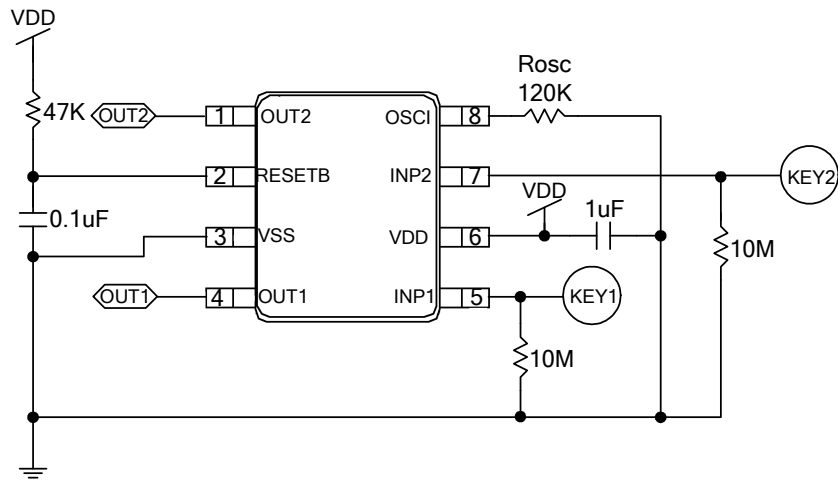 VDD
47K
OUT2
1
OUT2
2
RESETB
0.1uF
3
VSS
OUT1
4
OUT1
Rosc
120K
OSCI
8
INP2
7
KEY2
VDD
1uF
VDD
6
10M
INP1
5
KEY1
10M